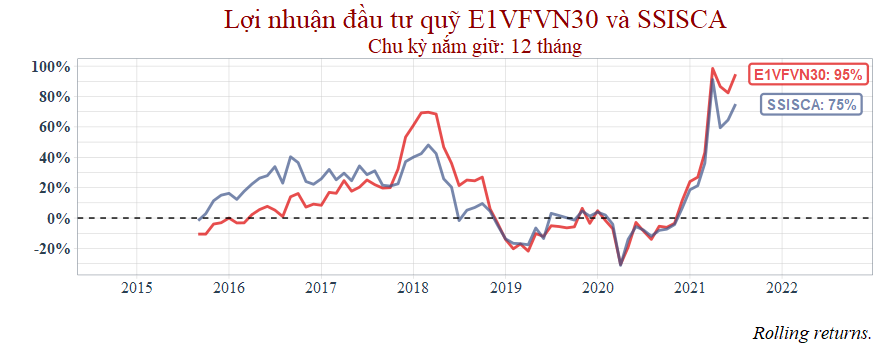 Lợi nhuận đầu tư quỹ E1VFVN30 và SSISCA
Chu kỳ nắm giữ: 12 tháng
100%
80%
60%
40%
20%
0%
-20%
E1VFVN30: 95%
SSISCA: 75%
2015 2016 2017 2018 2019 2020 2021 2022
Rolling returns.